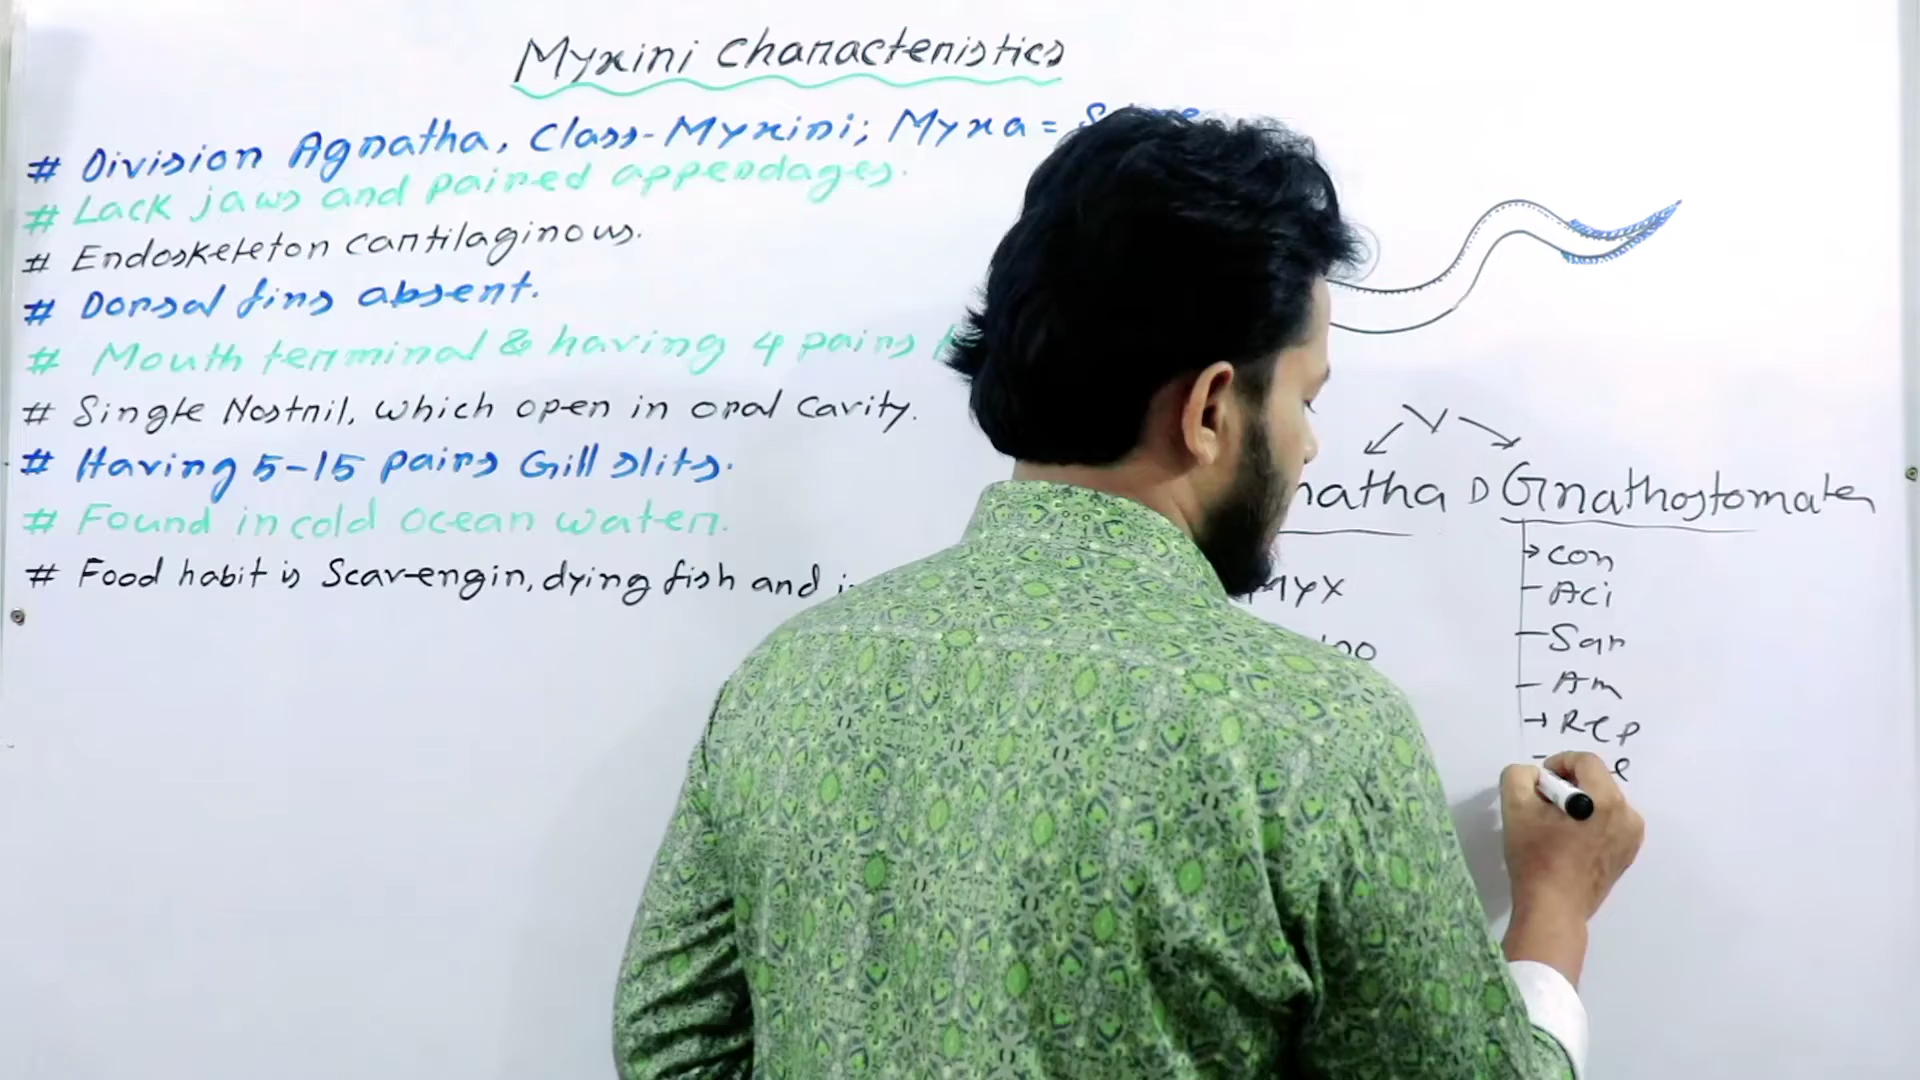 Myxini Characteristics
# Division Agnatha, Class-Myxini; Myxa =
# Lack jaws and paired appendages.
# Endoskeleton cartilaginous.
# Dorsal fins absent.
# Mouth terminal & having 4 pairs
# Single Nostril, which open in oral cavity.
# Having 5-15 pairs Gill slits.
# Found in cold ocean water.
# Food habit is Scavengin, dying fish and
V
natha D Gnathostomata
Myx
→ Con
- Aci
- Sar
- Am
→ Rep